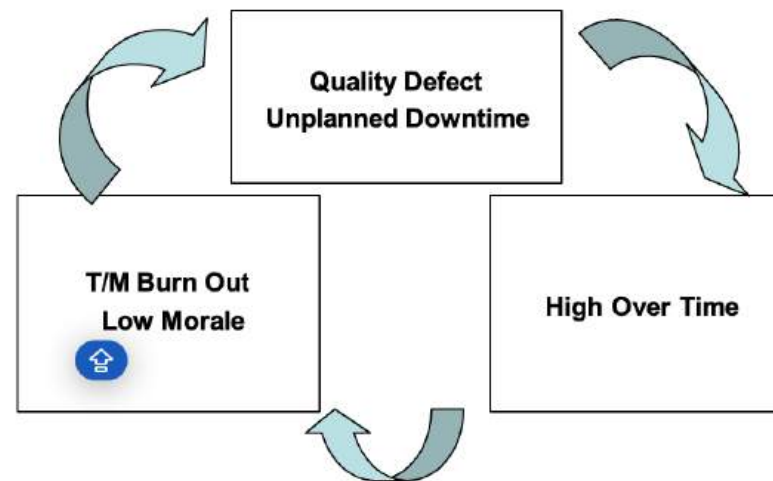 Quality Defect
Unplanned Downtime
T/M Burn Out
Low Morale
High Over Time